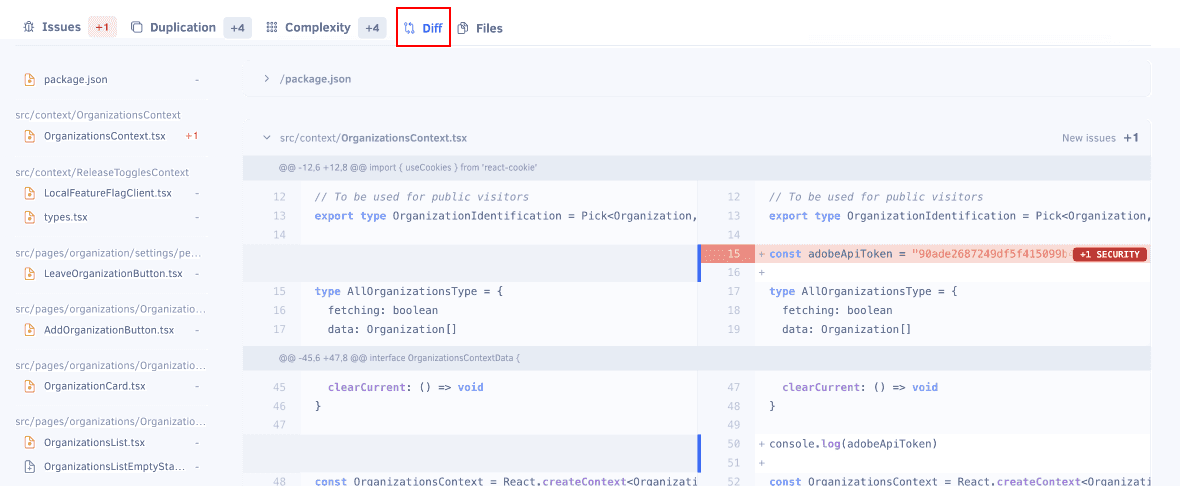 Issues +1 Duplication +4 Complexity +4 Diff Files
package.json -
src/context/OrganizationsContext
OrganizationsContext.tsx +1
src/context/ReleaseTogglesContext
LocalFeatureFlagClient.tsx -
types.tsx -
src/pages/organization/settings/pe...
LeaveOrganizationButton.tsx -
src/pages/organizations/Organizatio...
AddOrganizationButton.tsx -
src/pages/organizations/Organizatio...
OrganizationCard.tsx -
src/pages/organizations/Organizatio...
OrganizationsList.tsx -
OrganizationsListEmptySta... -
/package.json
src/context/OrganizationsContext.tsx New issues +1
@@ -12,6 +12,8 @@ import { useCookies } from 'react-cookie'
12 // To be used for public visitors
13 export type OrganizationIdentification = Pick<Organization,
14
15 type AllOrganizationsType = {
16 fetching: boolean
17 data: Organization[]
12 // To be used for public visitors
13 export type OrganizationIdentification = Pick<Organization,
14
15 + const adobeApiToken = "90ade2687249df5f415099b +1 SECURITY
16 +
17 type AllOrganizationsType = {
18 fetching: boolean
19 data: Organization[]
@@ -45,6 +47,8 @@ interface OrganizationsContextData {
45 clearCurrent: () => void
46 }
47
48 const OrganizationsContext = React.createContext<Organizati
47 clearCurrent: () => void
48 }
49
50 + console.log(adobeApiToken)
51 +
52 const OrganizationsContext = React.createContext<Organizati